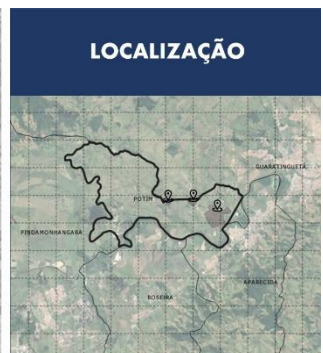 LOCALIZAÇÃO
GUARATINGUETÁ
POTIM
PINDAMONHANGABA
APARECIDA
ROSEIRA